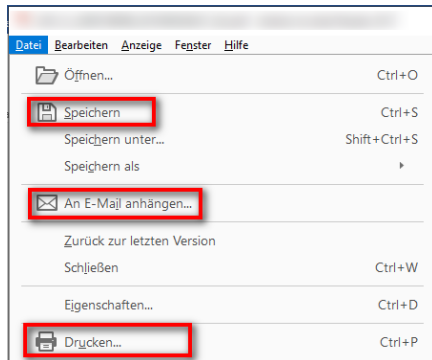 Datei Bearbeiten Anzeige Fenster Hilfe
Öffnen... Ctrl+O
Speichern Ctrl+S
Speichern unter... Shift+Ctrl+S
Speichern als
An E-Mail anhängen...
Zurück zur letzten Version
Schließen Ctrl+W
Eigenschaften... Ctrl+D
Drucken... Ctrl+P